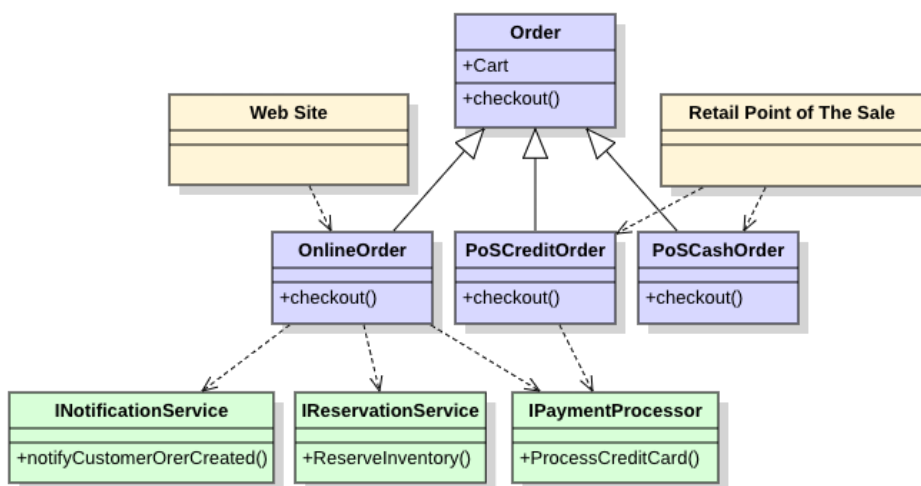 Order
+Cart
+checkout()
Web Site
Retail Point of The Sale
OnlineOrder
+checkout()
PoSCreditOrder
+checkout()
PoSCashOrder
+checkout()
INotificationService
+notifyCustomerOrerCreated()
IReservationService
+ReserveInventory()
IPaymentProcessor
+ProcessCreditCard()